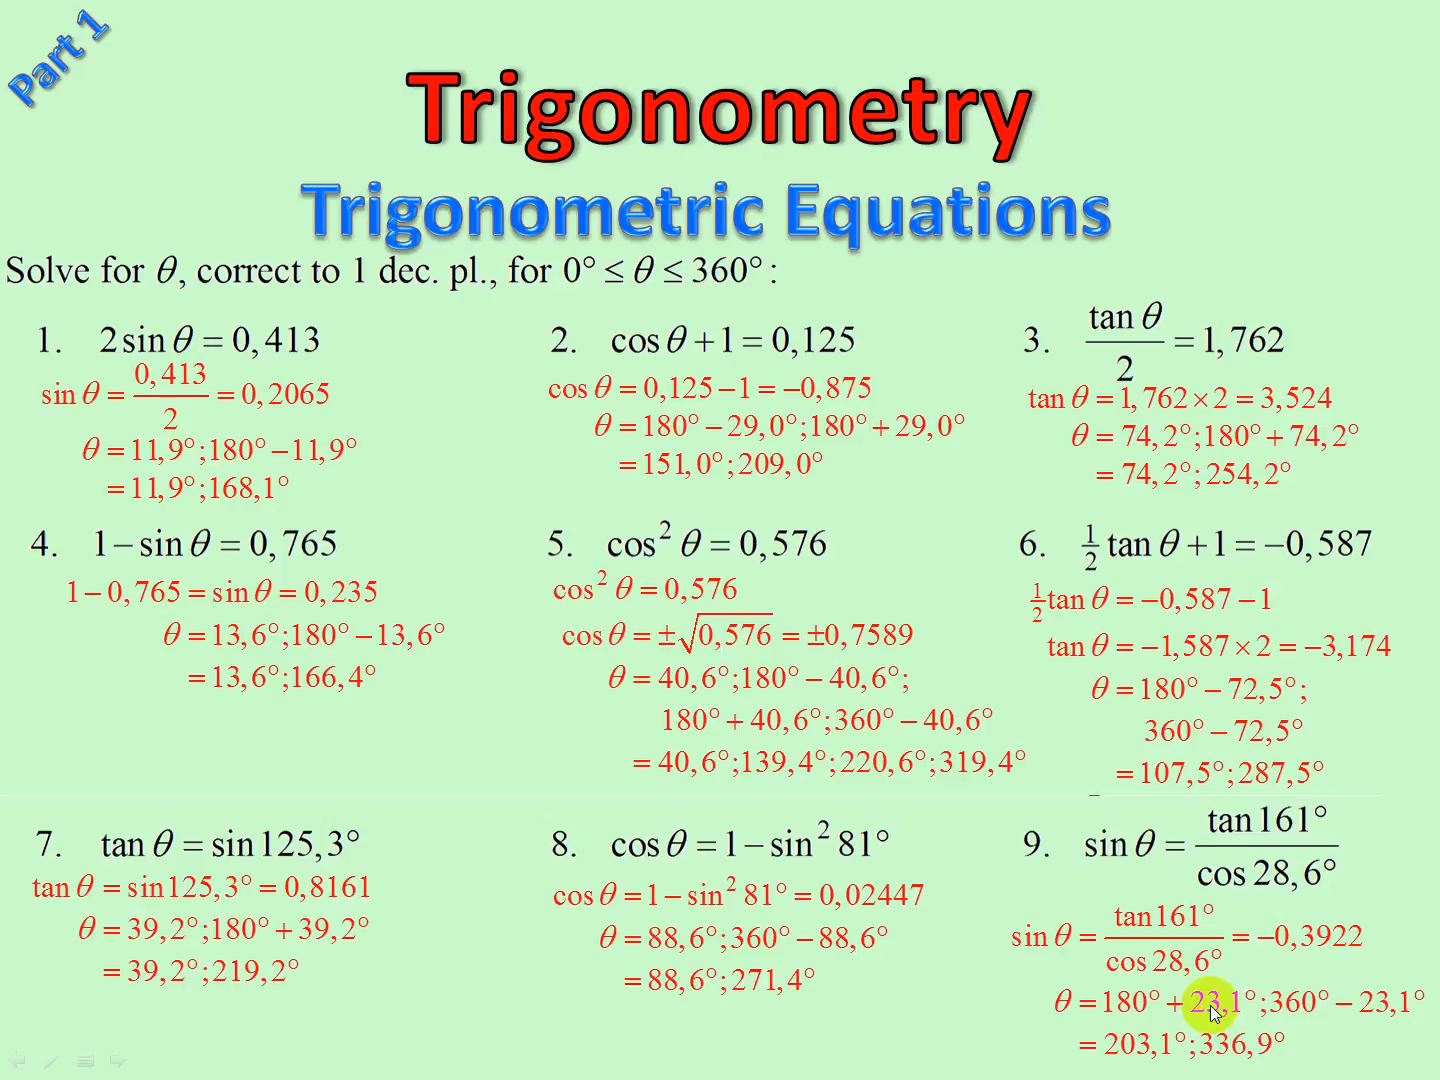 Part 1
Trigonometry
Trigonometric Equations
Solve for θ, correct to 1 dec. pl., for 0° ≤ θ ≤ 360° :
1. 2 sin θ = 0,413
sin θ = 0,413/2 = 0,2065
θ = 11,9°;180° − 11,9°
= 11,9°;168,1°
2. cos θ + 1 = 0,125
cos θ = 0,125 − 1 = −0,875
θ = 180° − 29,0°;180° + 29,0°
= 151,0°;209,0°
3. tan θ/2 = 1,762
tan θ = 1,762 × 2 = 3,524
θ = 74,2°;180° + 74,2°
= 74,2°;254,2°
4. 1 − sin θ = 0,765
1 − 0,765 = sin θ = 0,235
θ = 13,6°;180° − 13,6°
= 13,6°;166,4°
5. cos² θ = 0,576
cos² θ = 0,576
cos θ = ±√0,576 = ±0,7589
θ = 40,6°;180° − 40,6°;
180° + 40,6°;360° − 40,6°
= 40,6°;139,4°;220,6°;319,4°
6. ½ tan θ + 1 = −0,587
½ tan θ = −0,587 − 1
tan θ = −1,587 × 2 = −3,174
θ = 180° − 72,5°;
360° − 72,5°
= 107,5°;287,5°
7. tan θ = sin 125,3°
tan θ = sin 125,3° = 0,8161
θ = 39,2°;180° + 39,2°
= 39,2°;219,2°
8. cos θ = 1 − sin² 81°
cos θ = 1 − sin² 81° = 0,02447
θ = 88,6°;360° − 88,6°
= 88,6°;271,4°
9. sin θ = tan 161°/cos 28,6°
sin θ = tan 161°/cos 28,6° = −0,3922
θ = 180° + 23,1°;360° − 23,1°
= 203,1°;336,9°